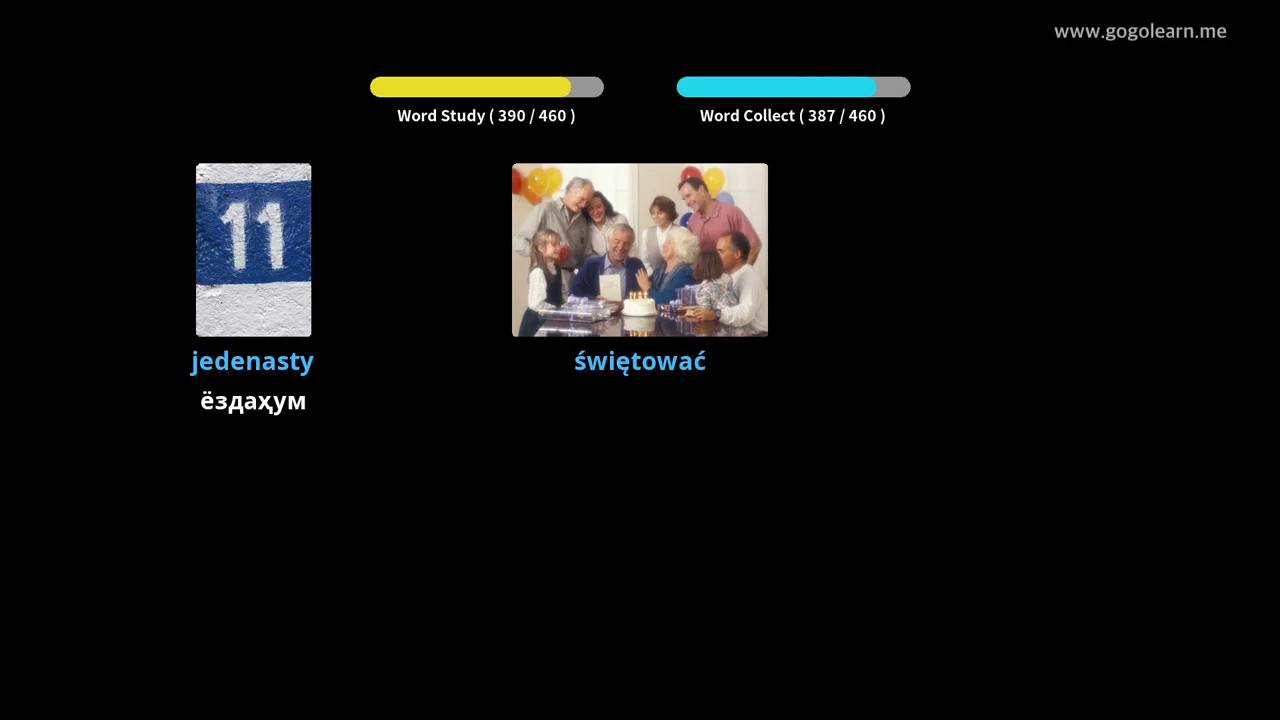 www.gogolearn.me
Word Study ( 390 / 460 )
Word Collect ( 387 / 460 )
11
jedenasty
świętować
ёздаҳум